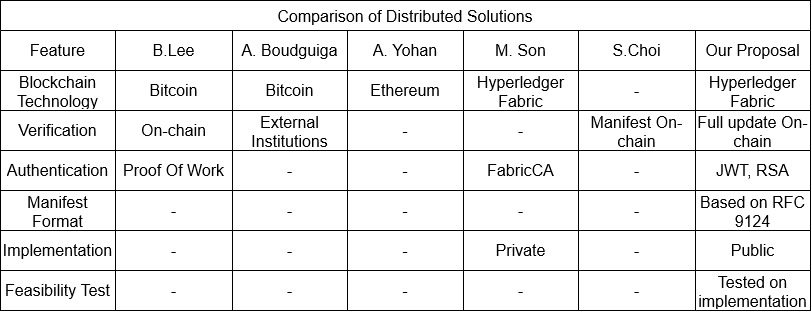 Comparison of Distributed Solutions
Feature B.Lee A. Boudguiga A. Yohan M. Son S.Choi Our Proposal
Blockchain Technology Bitcoin Bitcoin Ethereum Hyperledger Fabric - Hyperledger Fabric
Verification On-chain External Institutions - - Manifest On-chain Full update On-chain
Authentication Proof Of Work - - FabricCA - JWT, RSA
Manifest Format - - - - - Based on RFC 9124
Implementation - - - Private - Public
Feasibility Test - - - - - Tested on implementation